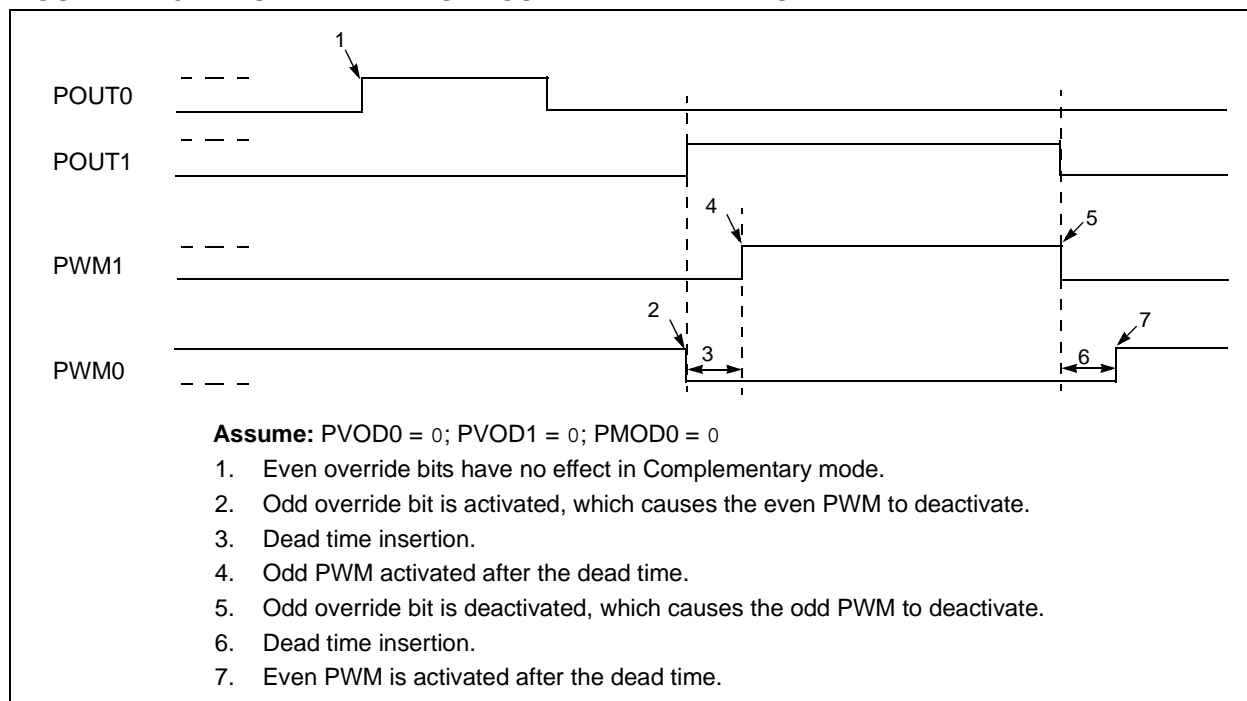 POUT0
1
POUT1
PWM1
4
5
PWM0
2
3
6
7
Assume: PVOD0 = 0; PVOD1 = 0; PMOD0 = 0
1. Even override bits have no effect in Complementary mode.
2. Odd override bit is activated, which causes the even PWM to deactivate.
3. Dead time insertion.
4. Odd PWM activated after the dead time.
5. Odd override bit is deactivated, which causes the odd PWM to deactivate.
6. Dead time insertion.
7. Even PWM is activated after the dead time.